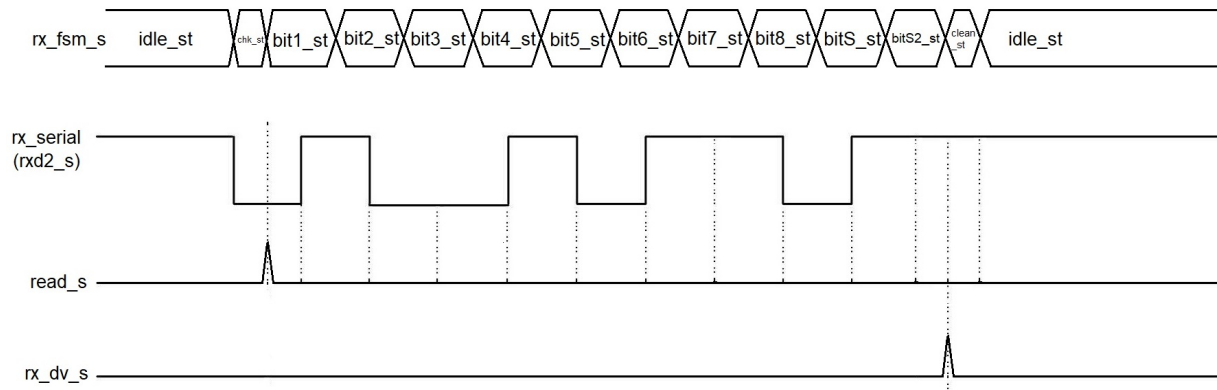 rx_fsm_s idle_st chk_st bit1_st bit2_st bit3_st bit4_st bit5_st bit6_st bit7_st bit8_st bitS_st bitS2_st clean _st idle_st
rx_serial
(rxd2_s)
read_s
rx_dv_s